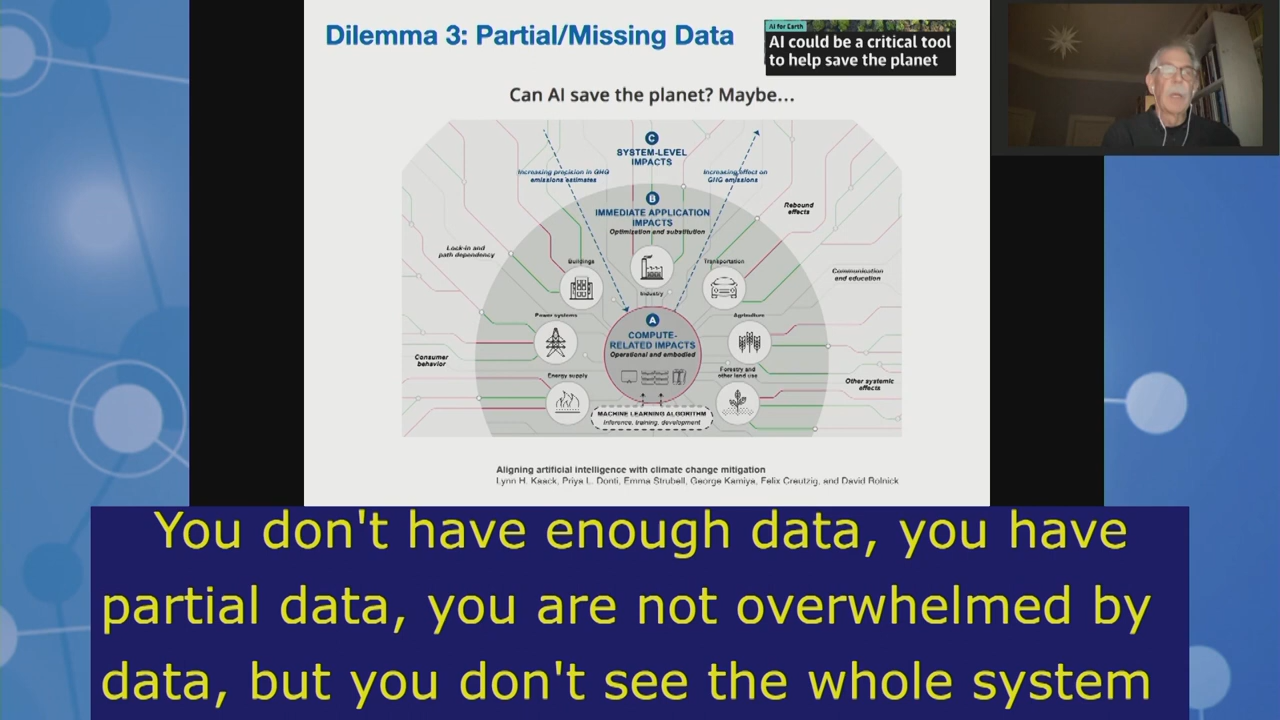 Dilemma 3: Partial/Missing Data
AI for Earth
AI could be a critical tool
to help save the planet
Can AI save the planet? Maybe...
C
SYSTEM-LEVEL
IMPACTS
Increasing precision in GHG
emissions estimates
Increasing effect on
GHG emissions
B
IMMEDIATE APPLICATION
IMPACTS
Optimization and substitution
Rebound
effects
Lock-in and
path dependency
Buildings
Industry
Transportation
Communication
and education
Power systems
A
COMPUTE-
RELATED IMPACTS
Operational and embodied
Agriculture
Consumer
behavior
Energy supply
Forestry and
other land use
Other systemic
effects
MACHINE LEARNING ALGORITHM
Inference, training, development
Aligning artificial intelligence with climate change mitigation
Lynn H. Kaack, Priya L. Donti, Emma Strubell, George Kamiya, Felix Creutzig, and David Rolnick
You don't have enough data, you have
partial data, you are not overwhelmed by
data, but you don't see the whole system